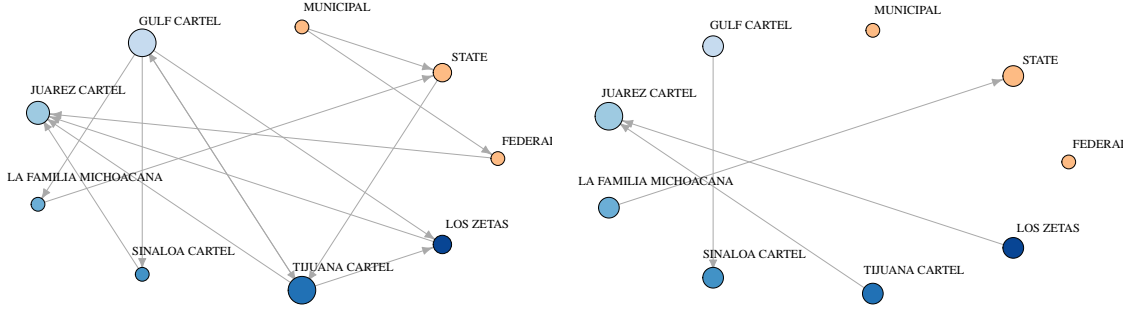 MUNICIPAL
GULF CARTEL
STATE
JUAREZ CARTEL
FEDERAL
LA FAMILIA MICHOACANA
LOS ZETAS
SINALOA CARTEL
TIJUANA CARTEL
MUNICIPAL
GULF CARTEL
STATE
JUAREZ CARTEL
FEDERAL
LA FAMILIA MICHOACANA
LOS ZETAS
SINALOA CARTEL
TIJUANA CARTEL